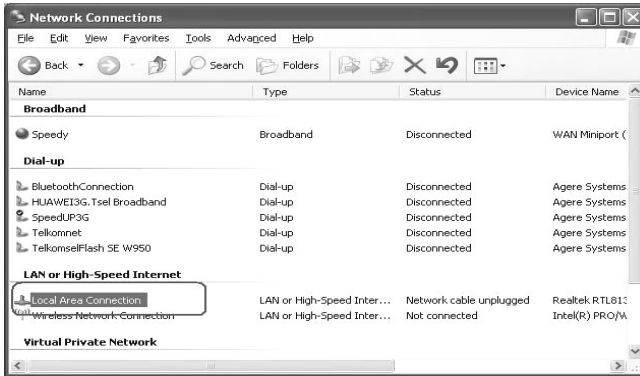 Network Connections
File Edit View Favorites Tools Advanced Help
Back Search Folders
Name Type Status Device Name
Broadband
Speedy Broadband Disconnected WAN Miniport (
Dial-up
BluetoothConnection Dial-up Disconnected Agere Systems
HUAWEI3G.Tsel Broadband Dial-up Disconnected Agere Systems
SpeedUP3G Dial-up Disconnected Agere Systems
Telkomnet Dial-up Disconnected Agere Systems
TelkomselFlash SE W950 Dial-up Disconnected Agere Systems
LAN or High-Speed Internet
Local Area Connection LAN or High-Speed Inter... Network cable unplugged Realtek RTL813
Wireless Network Connection LAN or High-Speed Inter... Not connected Intel(R) PRO/W
Virtual Private Network